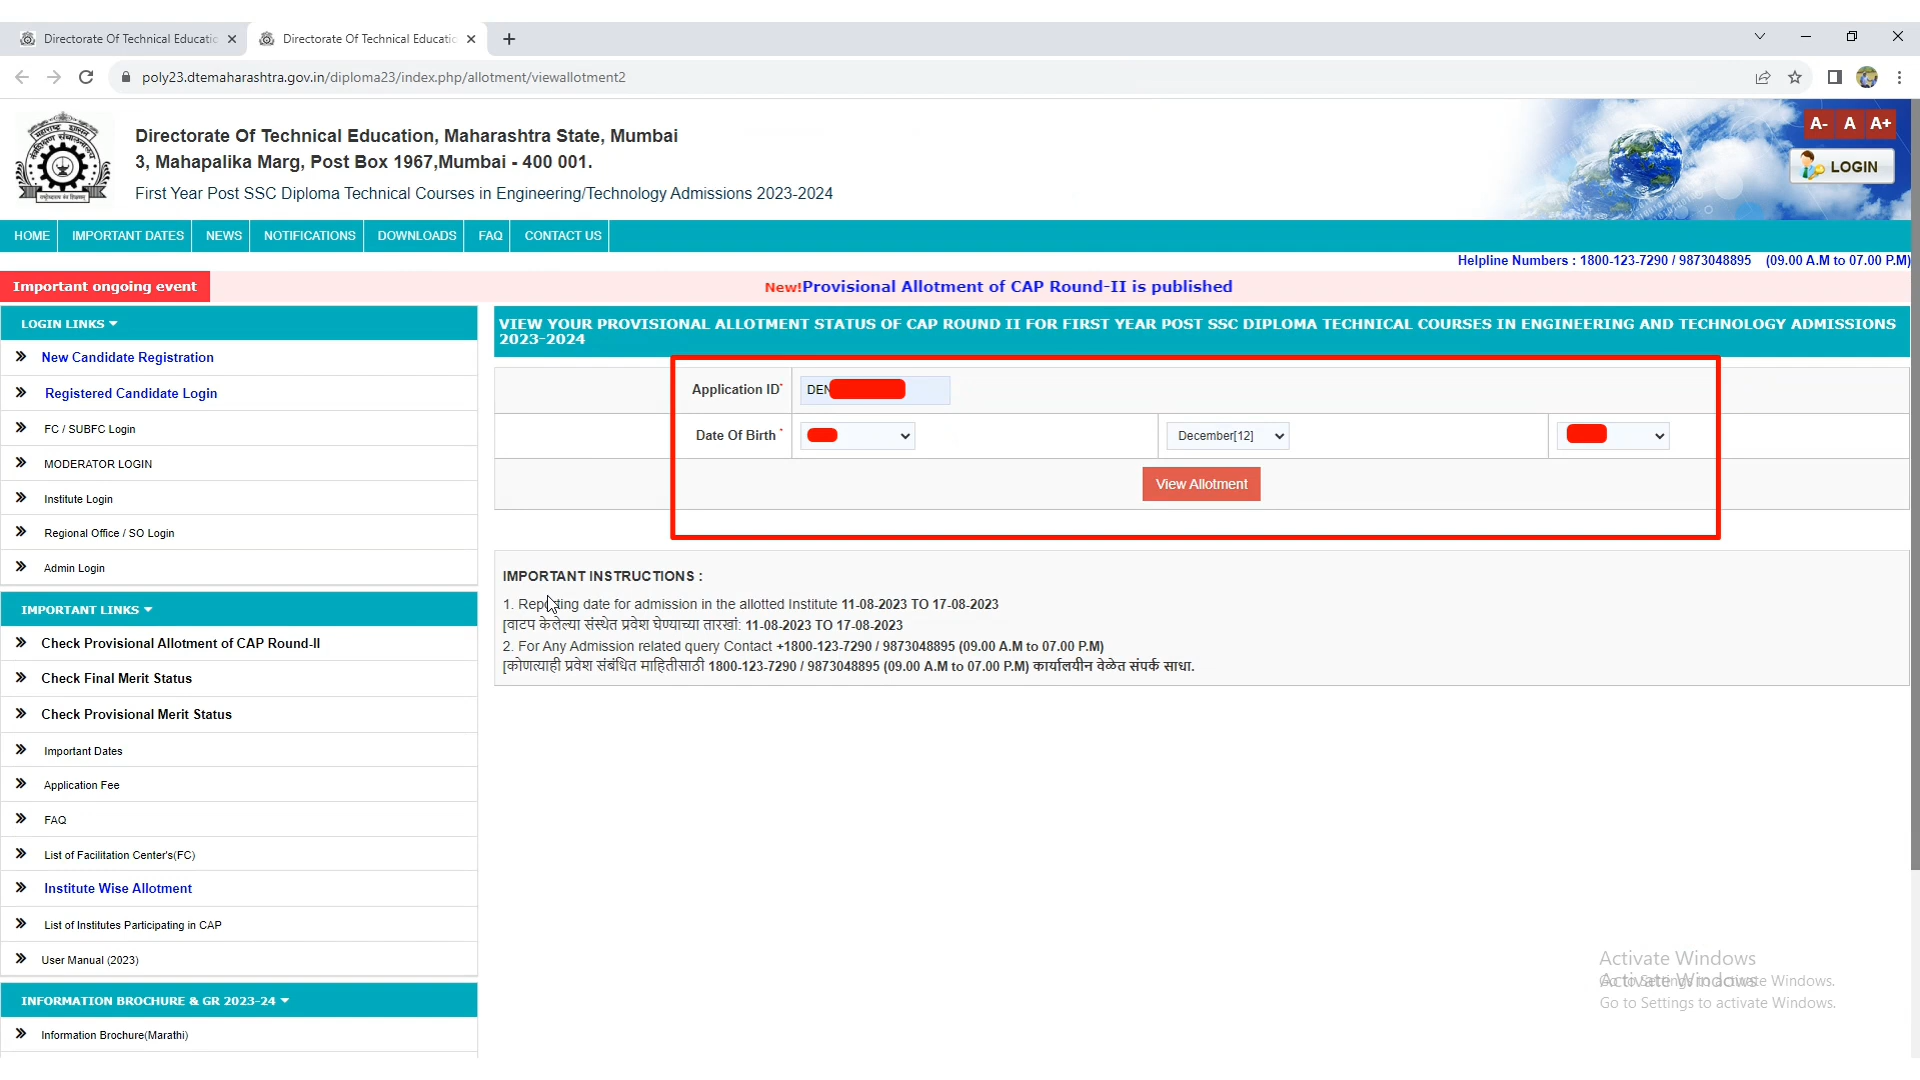 Directorate Of Technical Educatic
Directorate Of Technical Educatic
poly23.dtemaharashtra.gov.in/diploma23/index.php/allotment/viewallotment2
Directorate Of Technical Education, Maharashtra State, Mumbai
3, Mahapalika Marg, Post Box 1967,Mumbai - 400 001.
First Year Post SSC Diploma Technical Courses in Engineering/Technology Admissions 2023-2024
A- A A+
LOGIN
HOME IMPORTANT DATES NEWS NOTIFICATIONS DOWNLOADS FAQ CONTACT US
Helpline Numbers : 1800-123-7290 / 9873048895 (09.00 A.M to 07.00 P.M)
Important ongoing event
New!Provisional Allotment of CAP Round-II is published
LOGIN LINKS
New Candidate Registration
Registered Candidate Login
FC / SUBFC Login
MODERATOR LOGIN
Institute Login
Regional Office / SO Login
Admin Login
IMPORTANT LINKS
Check Provisional Allotment of CAP Round-II
Check Final Merit Status
Check Provisional Merit Status
Important Dates
Application Fee
FAQ
List of Facilitation Center's(FC)
Institute Wise Allotment
List of Institutes Participating in CAP
User Manual (2023)
INFORMATION BROCHURE & GR 2023-24
Information Brochure(Marathi)
VIEW YOUR PROVISIONAL ALLOTMENT STATUS OF CAP ROUND II FOR FIRST YEAR POST SSC DIPLOMA TECHNICAL COURSES IN ENGINEERING AND TECHNOLOGY ADMISSIONS
2023-2024
Application ID* DEN
Date Of Birth * December[12]
View Allotment
IMPORTANT INSTRUCTIONS :
1. Reporting date for admission in the allotted Institute 11-08-2023 TO 17-08-2023
[वाटप केलेल्या संस्थेत प्रवेश घेण्याच्या तारखा: 11-08-2023 TO 17-08-2023
2. For Any Admission related query Contact +1800-123-7290 / 9873048895 (09.00 A.M to 07.00 P.M)
[कोणत्याही प्रवेश संबंधित माहितीसाठी 1800-123-7290 / 9873048895 (09.00 A.M to 07.00 P.M) कार्यालयीन वेळेत संपर्क साधा.
Activate Windows
Go to Settings to activate Windows.
Activate Windows
Go to Settings to activate Windows.